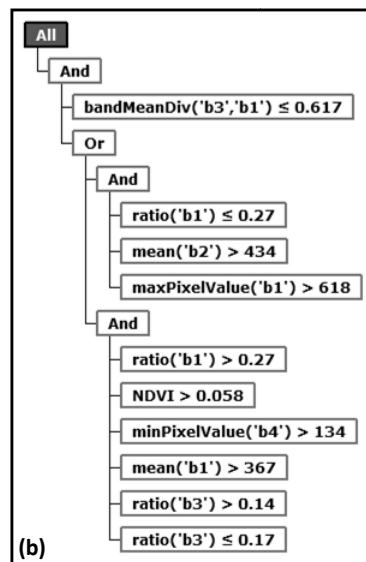 All
And
bandMeanDiv('b3','b1') ≤ 0.617
Or
And
ratio('b1') ≤ 0.27
mean('b2') > 434
maxPixelValue('b1') > 618
And
ratio('b1') > 0.27
NDVI > 0.058
minPixelValue('b4') > 134
mean('b1') > 367
ratio('b3') > 0.14
ratio('b3') ≤ 0.17
(b)